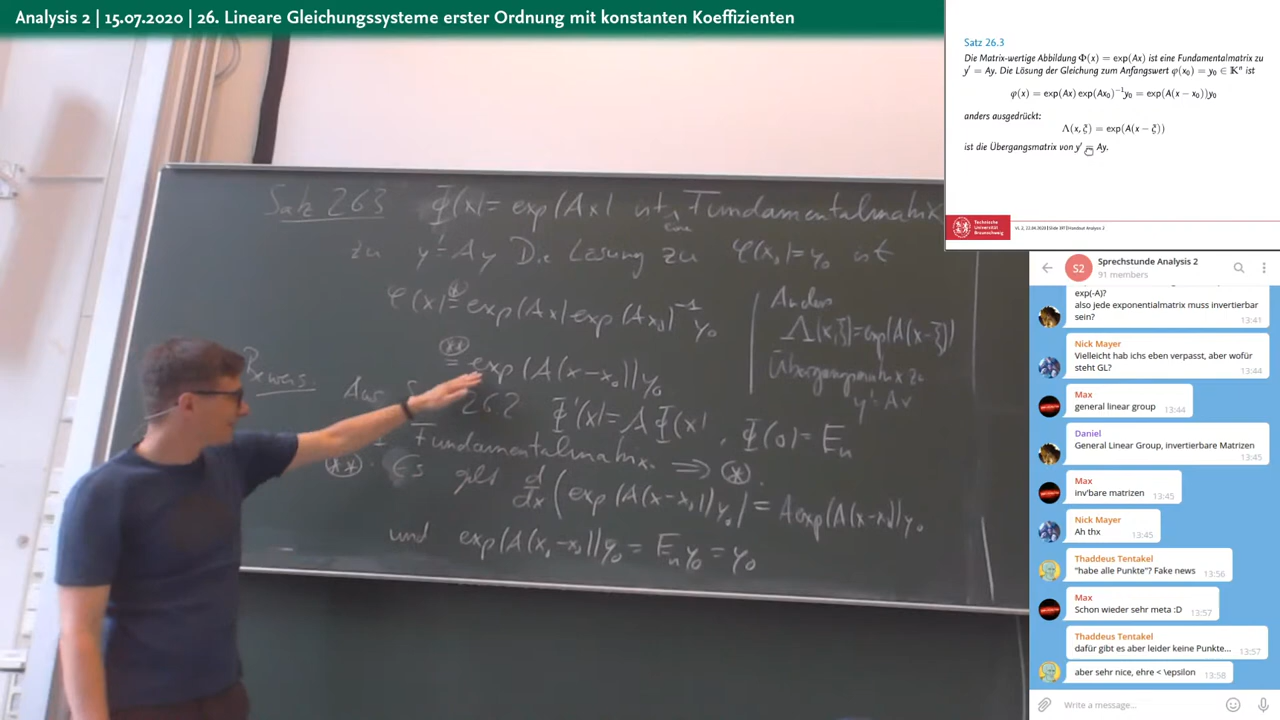 Analysis 2 | 15.07.2020 | 26. Lineare Gleichungssysteme erster Ordnung mit konstanten Koeffizienten
Satz 26.3
Die Matrix-wertige Abbildung Φ(x) = exp(Ax) ist eine Fundamentalmatrix zu
y′ = Ay. Die Lösung der Gleichung zum Anfangswert φ(x₀) = y₀ ∈ 𝕂ⁿ ist
φ(x) = exp(Ax) exp(Ax₀)⁻¹y₀ = exp(A(x − x₀))y₀
anders ausgedrückt:
Λ(x, ξ) = exp(A(x − ξ))
ist die Übergangsmatrix von y′ = Ay.
Technische
Universität
Braunschweig
Satz 26.3 Φ(x) = exp(Ax) ist eine Fundamentalmatrix
zu y′ = Ay Die Lösung zu φ(x₀) = y₀ ist
φ(x) ⊛= exp(Ax) exp(Ax₀)⁻¹ y₀
(**) = exp(A(x−x₀))y₀
Anders
Λ(x,ξ) = exp(A(x−ξ))
Übergangsmatrix zu
y′ = Ay
Beweis.
Aus
26.2 Φ′(x) = AΦ(x), Φ(0) = Eₙ
Fundamentalmatrix. ⇒ ⊛.
(**). Es gilt d/dx (exp(A(x−x₀))y₀) = A exp(A(x−x₀))y₀
und exp(A(x₀−x₀))y₀ = Eₙy₀ = y₀
S2
Sprechstunde Analysis 2
91 members
exp(-A)?
also jede exponentialmatrix muss invertierbar
sein? 13:41
Nick Mayer
Vielleicht hab ichs eben verpasst, aber wofür
steht GL? 13:43
Max
general linear group 13:44
Daniel
General Linear Group, invertierbare Matrizen
13:45
Max
inv'bare matrizen 13:45
Nick Mayer
Ah thx 13:45
Thaddeus Tentakel
"habe alle Punkte"? Fake news 13:56
Max
Schon wieder sehr meta :D 13:57
Thaddeus Tentakel
dafür gibt es aber leider keine Punkte... 13:57
aber sehr nice, ehre < \epsilon 13:58
Write a message...